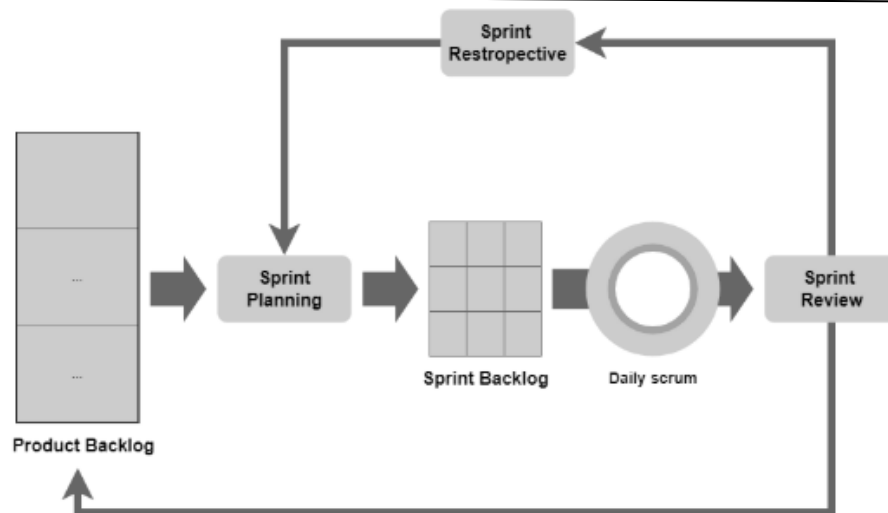 Sprint
Restropective
...
...
Sprint
Planning
Sprint
Review
Sprint Backlog
Daily scrum
Product Backlog